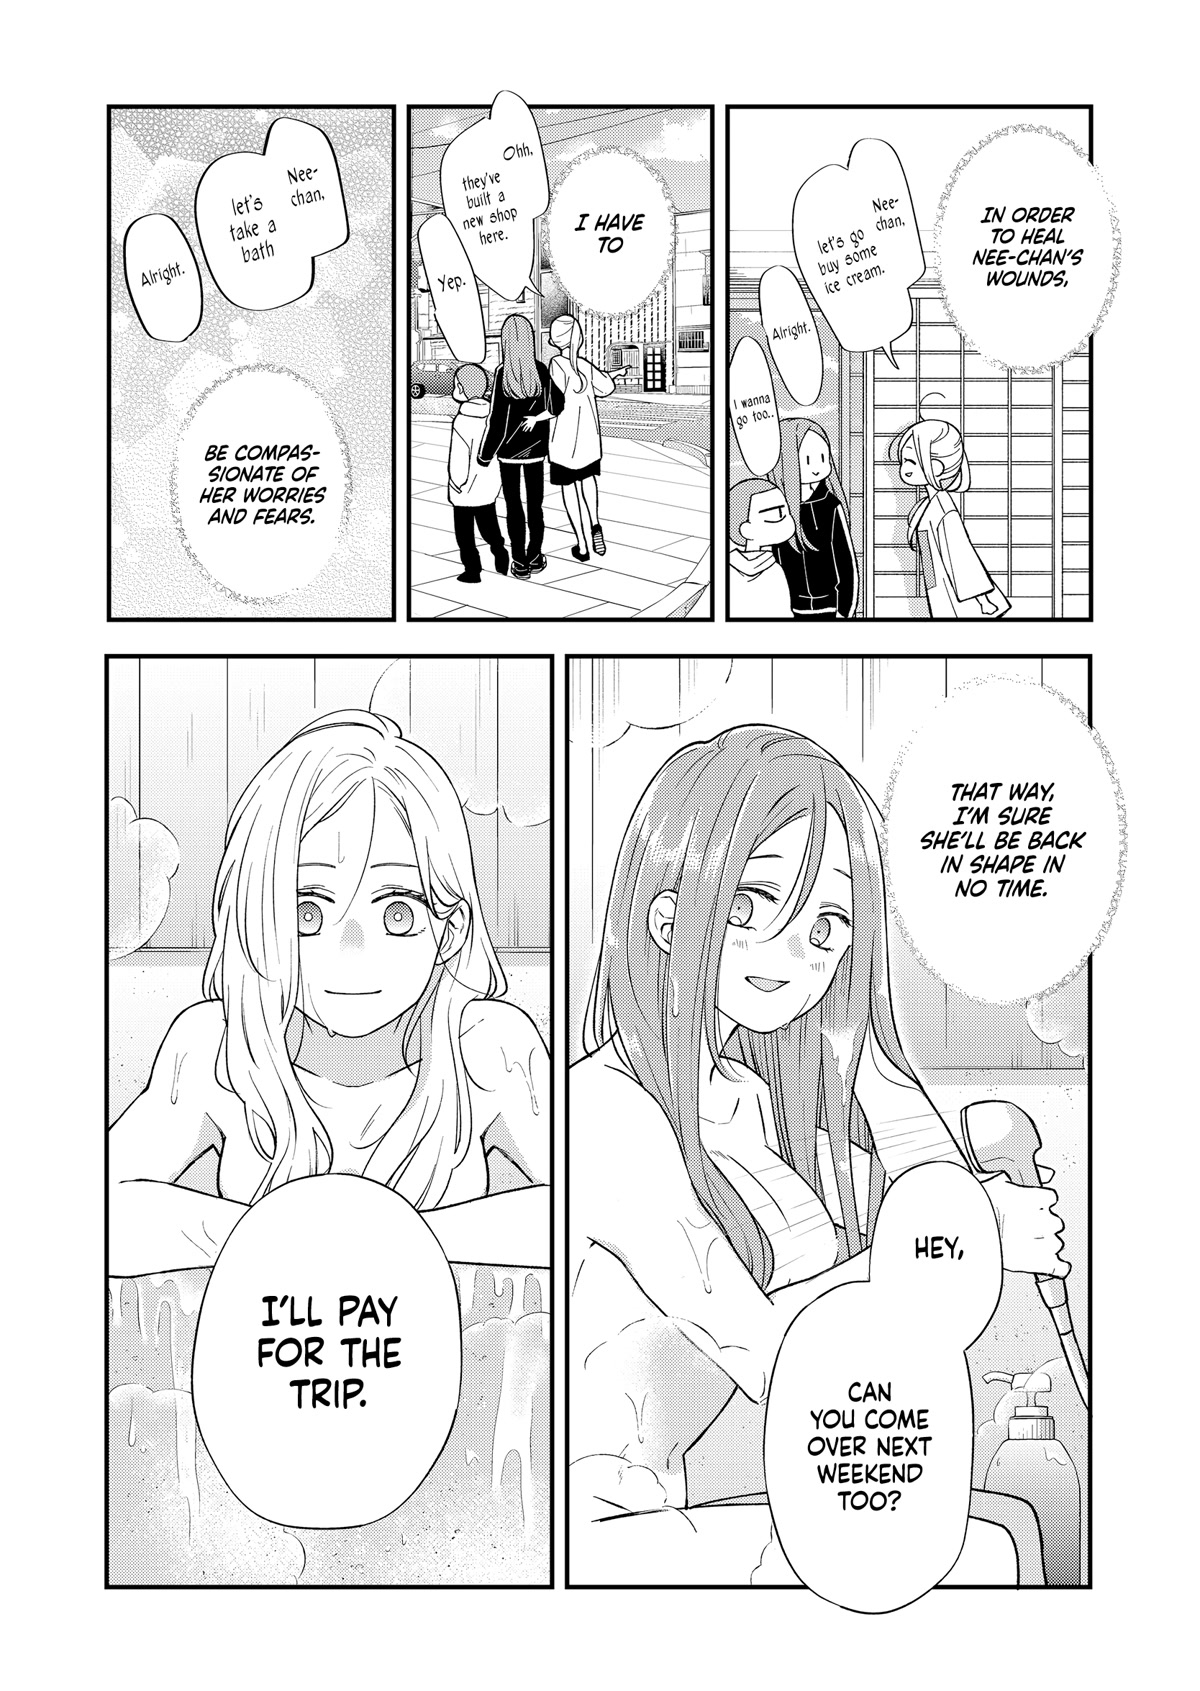 IN ORDER
TO HEAL
NEE-CHAN'S
WOUNDS,
Nee-
chan,
let's go
buy some
ice cream.
Alright.
I wanna
go too..
I HAVE
TO
Ohh,
they've
built a
new shop
here.
Yep.
Nee-
chan,
let's
take a
bath
Alright.
BE COMPAS-
SIONATE OF
HER WORRIES
AND FEARS.
THAT WAY,
I'M SURE
SHE'LL BE BACK
IN SHAPE IN
NO TIME.
HEY,
CAN
YOU COME
OVER NEXT
WEEKEND
TOO?
I'LL PAY
FOR THE
TRIP.